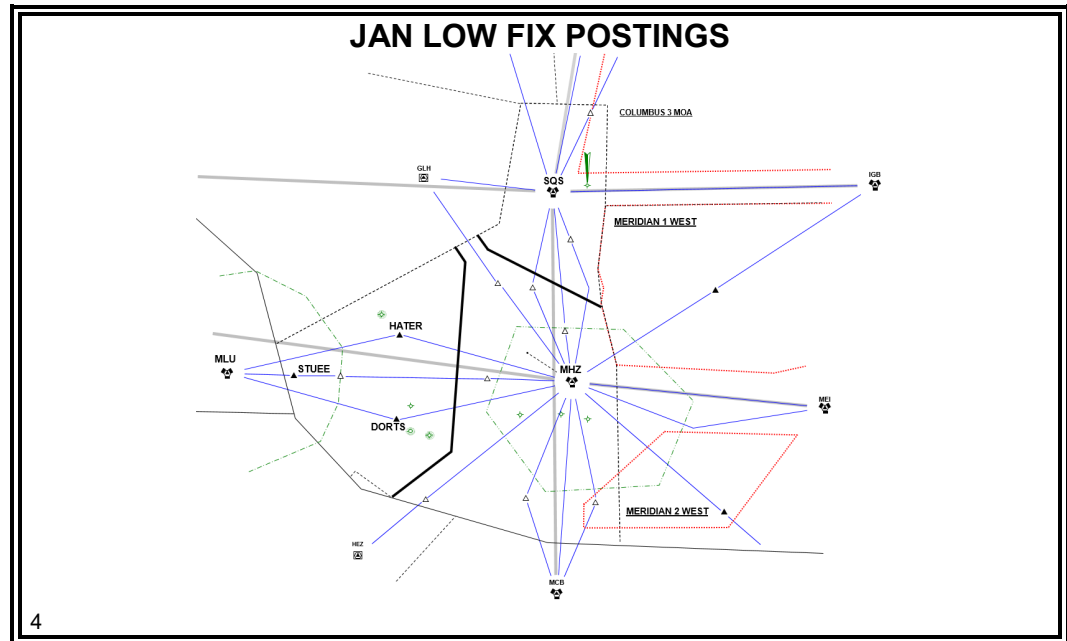 JAN LOW FIX POSTINGS
COLUMBUS 3 MOA
GLH
SQS
IGB
MERIDIAN 1 WEST
HATER
MLU
STUEE
MHZ
MEI
DORTS
MERIDIAN 2 WEST
HEZ
MCB
4